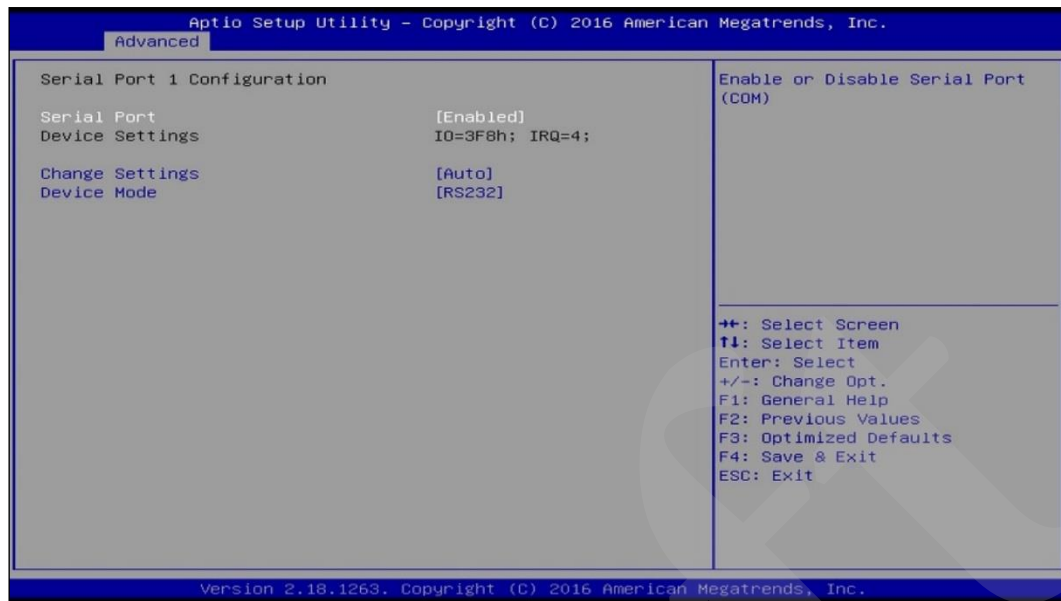 Aptio Setup Utility – Copyright (C) 2016 American Megatrends, Inc.
Advanced
Serial Port 1 Configuration
Serial Port [Enabled]
Device Settings IO=3F8h; IRQ=4;
Change Settings [Auto]
Device Mode [RS232]
Enable or Disable Serial Port
(COM)
→←: Select Screen
↑↓: Select Item
Enter: Select
+/-: Change Opt.
F1: General Help
F2: Previous Values
F3: Optimized Defaults
F4: Save & Exit
ESC: Exit
Version 2.18.1263. Copyright (C) 2016 American Megatrends, Inc.